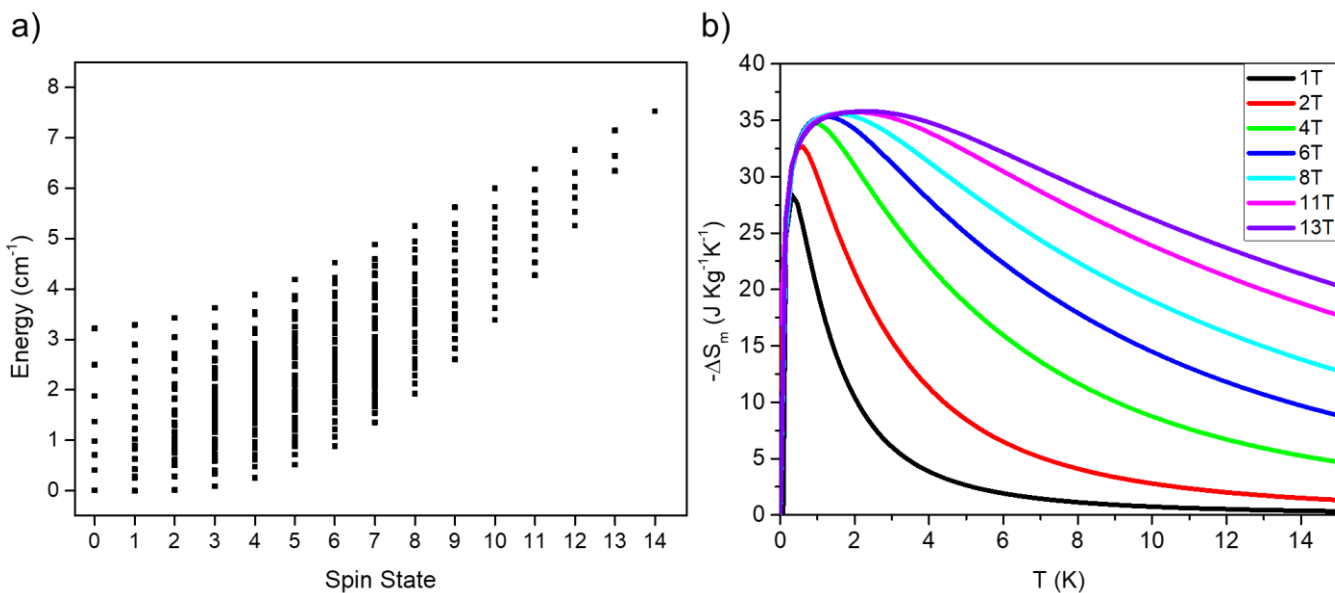 a)
Energy (cm⁻¹)
8
7
6
5
4
3
2
1
0
0 1 2 3 4 5 6 7 8 9 10 11 12 13 14
Spin State
b)
-ΔSₘ (J Kg⁻¹K⁻¹)
40
35
30
25
20
15
10
5
0
0 2 4 6 8 10 12 14
T (K)
1T
2T
4T
6T
8T
11T
13T